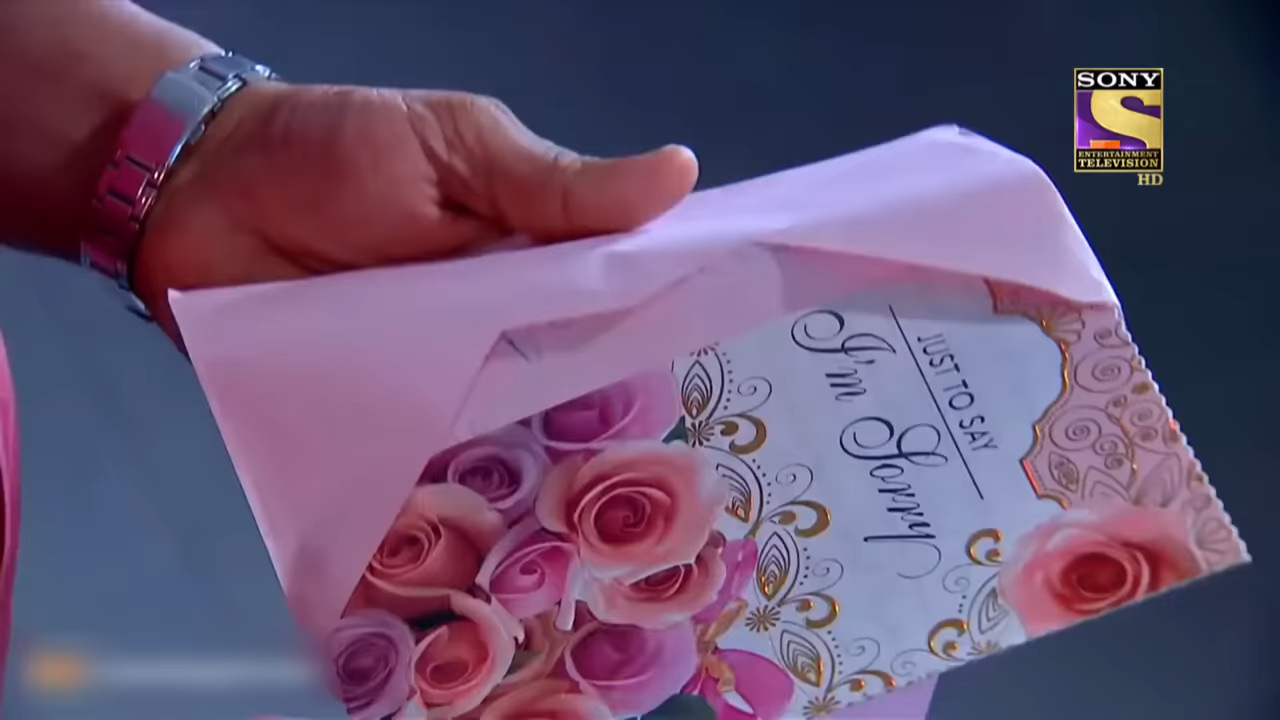 SONY
ENTERTAINMENT
TELEVISION
HD
JUST TO SAY
I'm Sorry